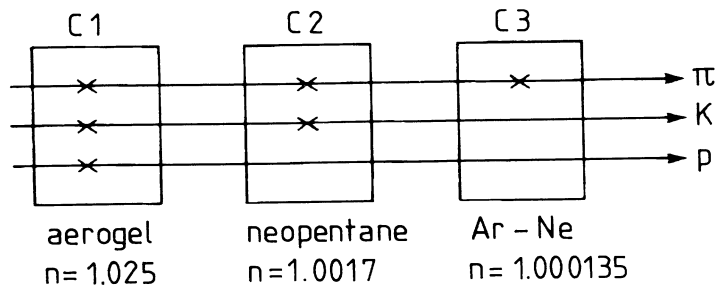 C1 C2 C3
π
K
p
aerogel neopentane Ar – Ne
n= 1.025 n=1.0017 n= 1.000135